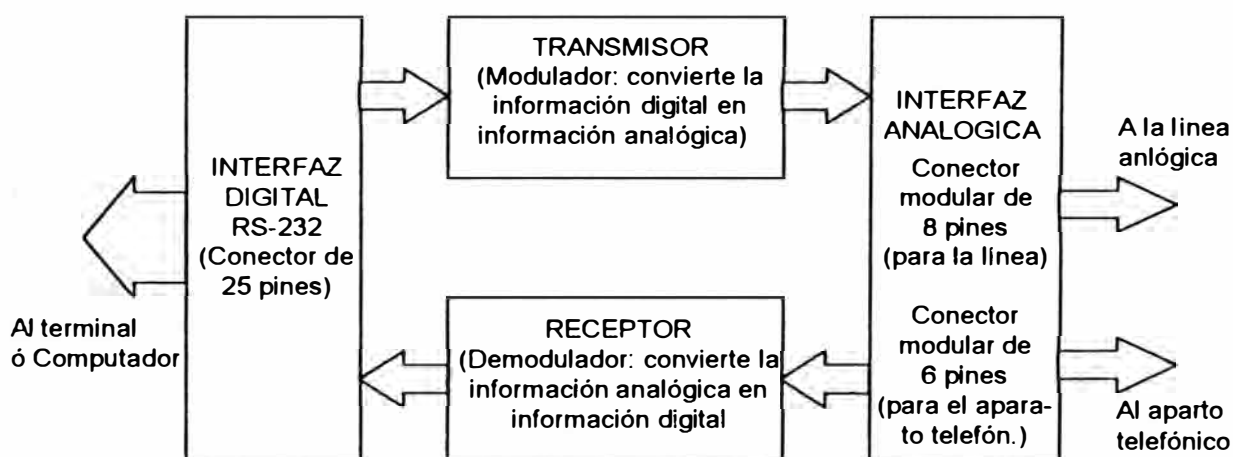 INTERFAZ
DIGITAL
RS-232
(Conector de
25 pines)
Al terminal
ó Computador
TRANSMISOR
(Modulador: convierte la
información digital en
información analógica)
RECEPTOR
(Demodulador: convierte la
información analógica en
información digital
INTERFAZ
ANALOGICA
Conector
modular de
8 pines
(para la línea)
Conector
modular de
6 pines
(para el apara-
to telefón.)
A la linea
anlógica
Al aparto
telefónico